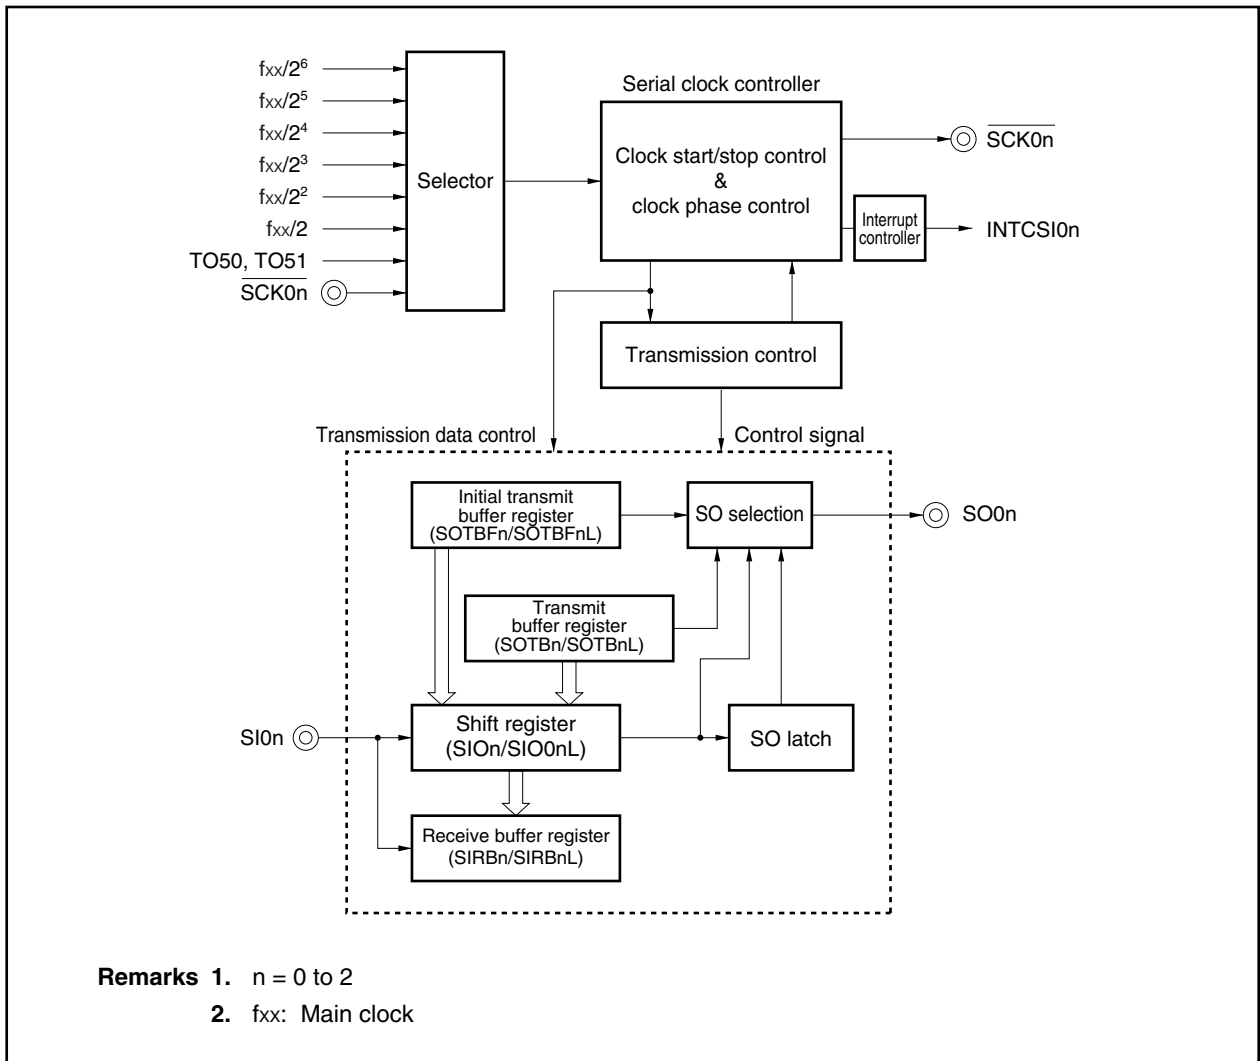 fxx/2⁶
fxx/2⁵
fxx/2⁴
fxx/2³
fxx/2²
fxx/2
TO50, TO51
SCK0n
Selector
Serial clock controller
Clock start/stop control
&
clock phase control
SCK0n
Interrupt
controller
INTCSI0n
Transmission control
Transmission data control
Control signal
Initial transmit
buffer register
(SOTBFn/SOTBFnL)
SO selection
SO0n
Transmit
buffer register
(SOTBn/SOTBnL)
SI0n
Shift register
(SIOn/SIO0nL)
SO latch
Receive buffer register
(SIRBn/SIRBnL)
Remarks 1. n = 0 to 2
2. fxx: Main clock